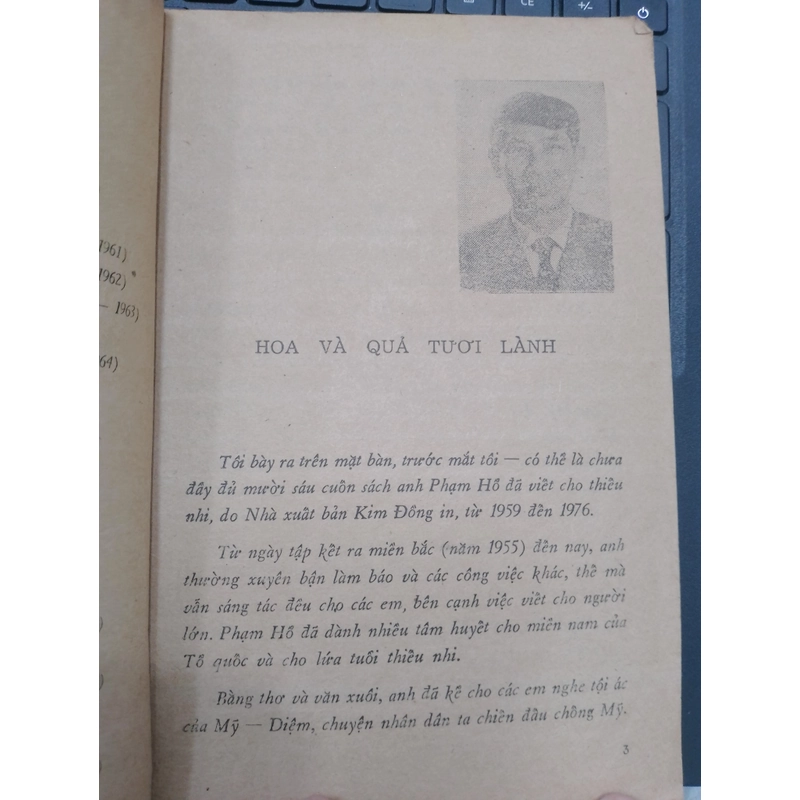 CE
+/-
1961)
1962)
— 1963)
64)
HOA VÀ QUẢ TƯƠI LÀNH
Tôi bày ra trên mặt bàn, trước mắt tôi — có thể là chưa
đầy đủ mười sáu cuốn sách anh Phạm Hổ đã viết cho thiếu
nhi, do Nhà xuất bản Kim Đồng in, từ 1959 đến 1976.
Từ ngày tập kết ra miền bắc (năm 1955) đến nay, anh
thường xuyên bận làm báo và các công việc khác, thế mà
vẫn sáng tác đều cho các em, bên cạnh việc viết cho người
lớn. Phạm Hổ đã dành nhiều tâm huyết cho miền nam của
Tổ quốc và cho lứa tuổi thiếu nhi.
Bằng thơ và văn xuôi, anh đã kể cho các em nghe tội ác
của Mỹ — Diệm, chuyện nhân dân ta chiến đấu chống Mỹ.
3